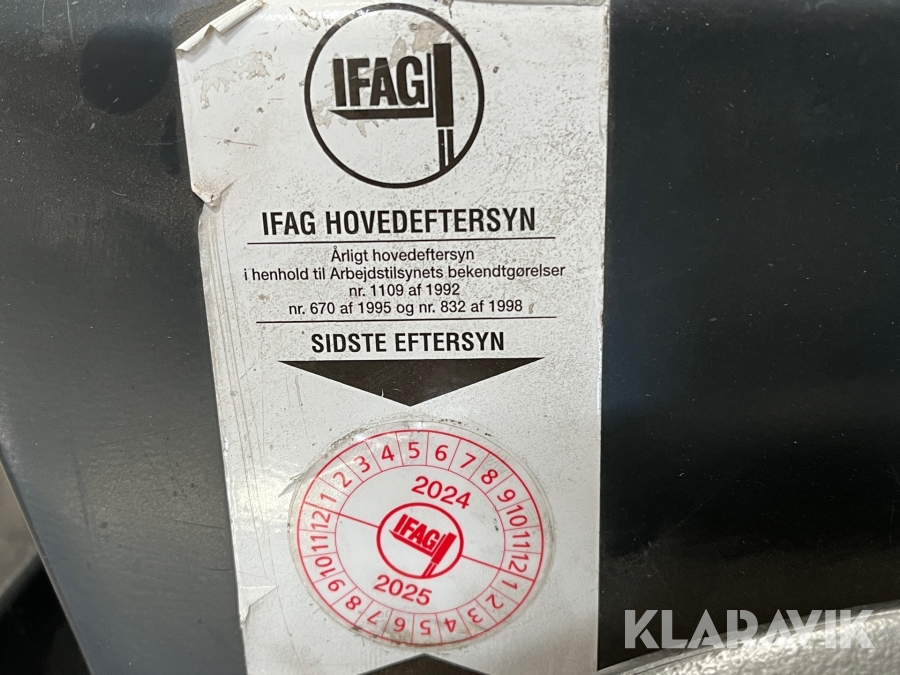 IFAG
IFAG HOVEDEFTERSYN
Årligt hovedeftersyn
i henhold til Arbejdstilsynets bekendtgørelser
nr. 1109 af 1992
nr. 670 af 1995 og nr. 832 af 1998
SIDSTE EFTERSYN
1 2 3 4 5 6 7 8 9 10 11 12
2024
IFAG
2025
1 2 3 4 5 6 7 8 9 10 11 12
KLARAVIK